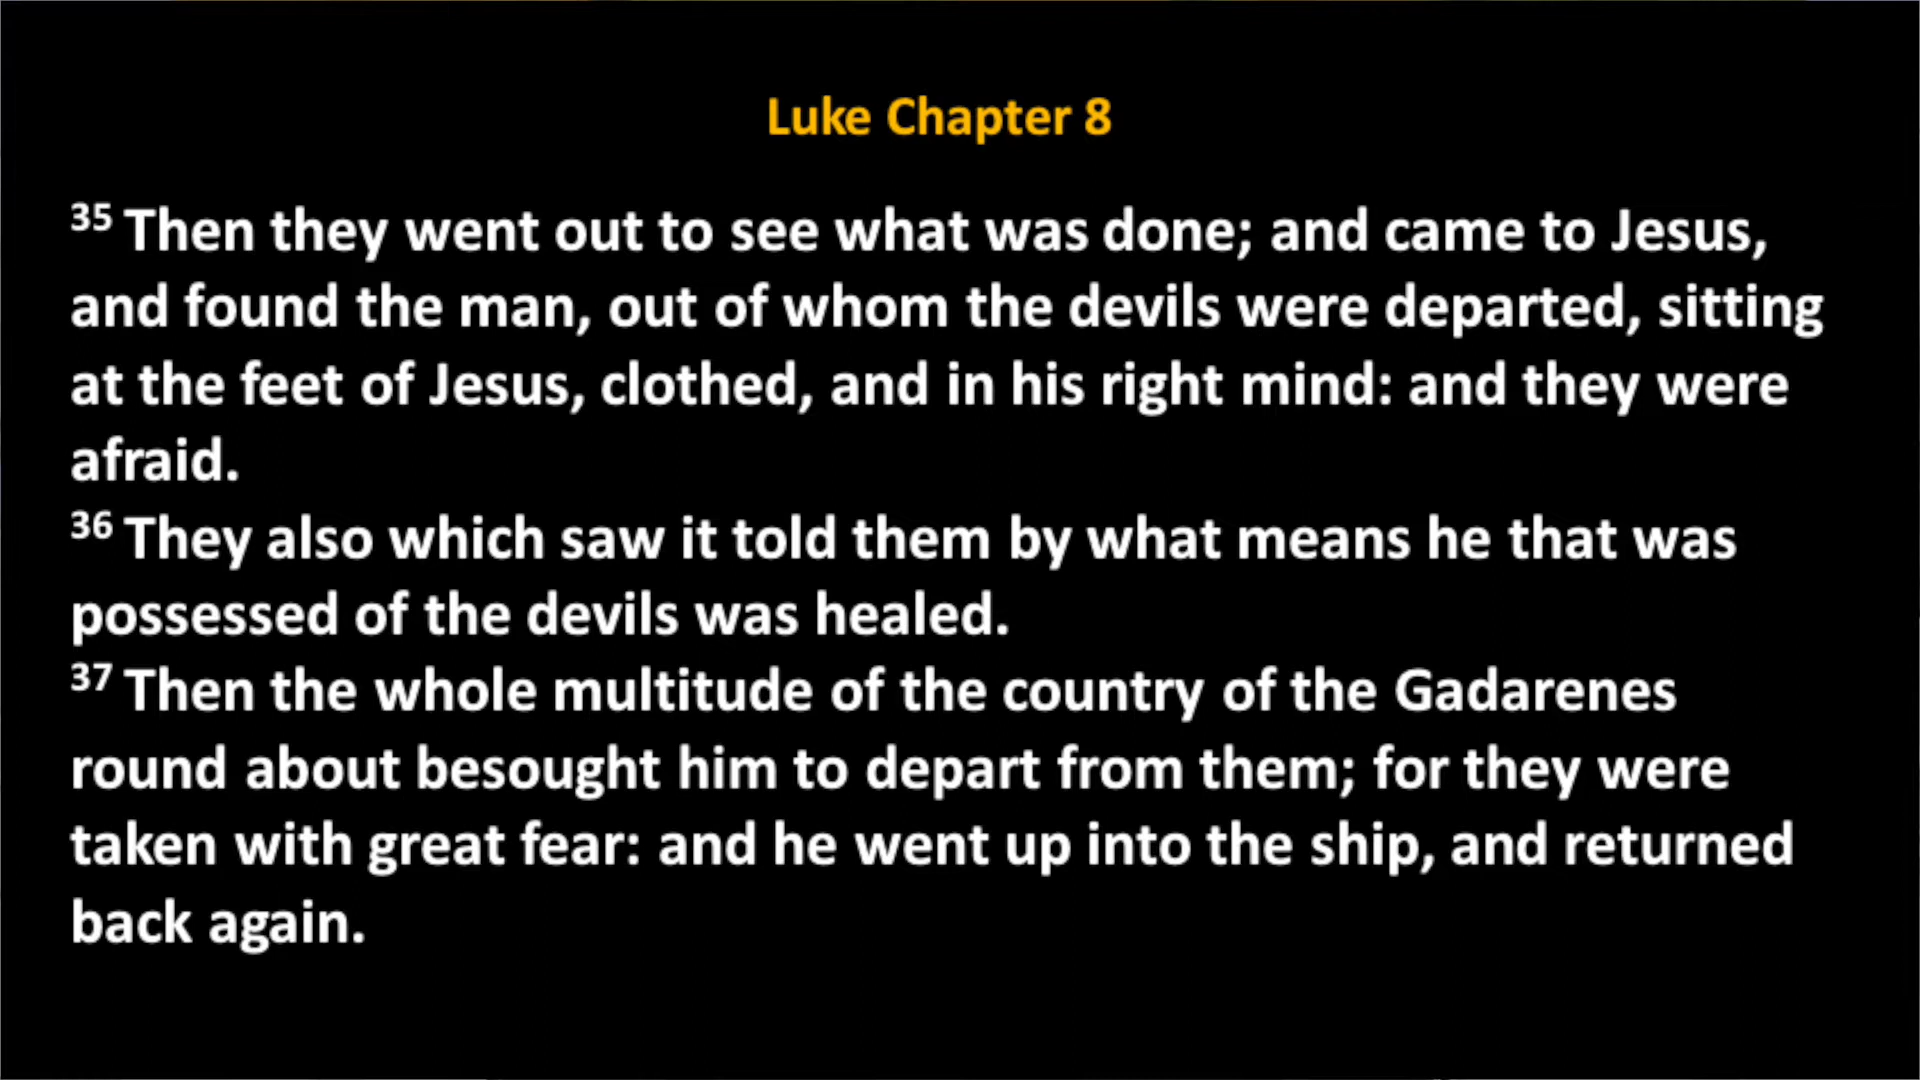 Luke Chapter 8
35 Then they went out to see what was done; and came to Jesus,
and found the man, out of whom the devils were departed, sitting
at the feet of Jesus, clothed, and in his right mind: and they were
afraid.
36 They also which saw it told them by what means he that was
possessed of the devils was healed.
37 Then the whole multitude of the country of the Gadarenes
round about besought him to depart from them; for they were
taken with great fear: and he went up into the ship, and returned
back again.